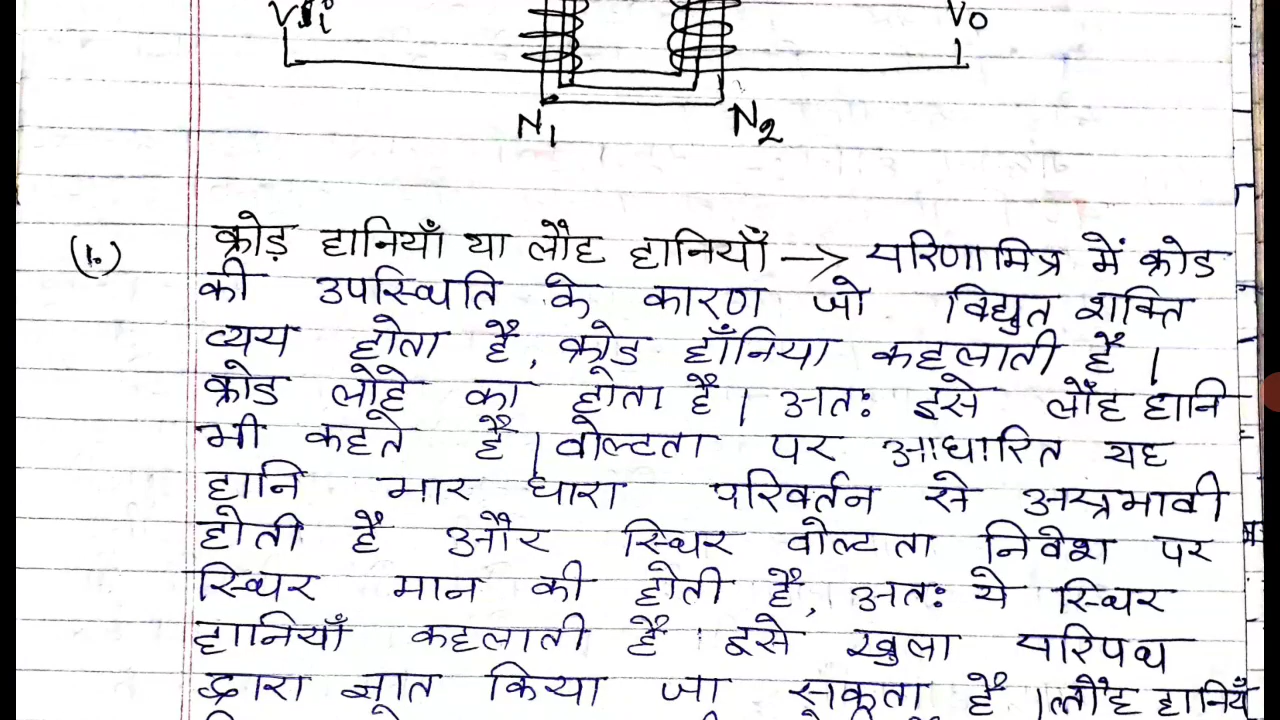 Vi Vo
N1 N2
(1.) क्रोड़ हानियाँ या लौह हानियाँ → परिणामित्र में क्रोड
की उपस्थिति के कारण जो विद्युत शक्ति
व्यय होता है, क्रोड हाँनिया कहलाती हैं |
क्रोड लोहे का होता है | अतः इसे लौह हानि
भी कहते हैं | वोल्टता पर आधारित यह
हानि भार धारा परिवर्तन से अप्रभावी
होती है और स्थिर वोल्टता निवेश पर
स्थिर मान की होती है, अतः ये स्थिर
हानियाँ कहलाती हैं | इसे खुला परिपथ
द्वारा ज्ञात किया जा सकता है | लौह हानियाँ